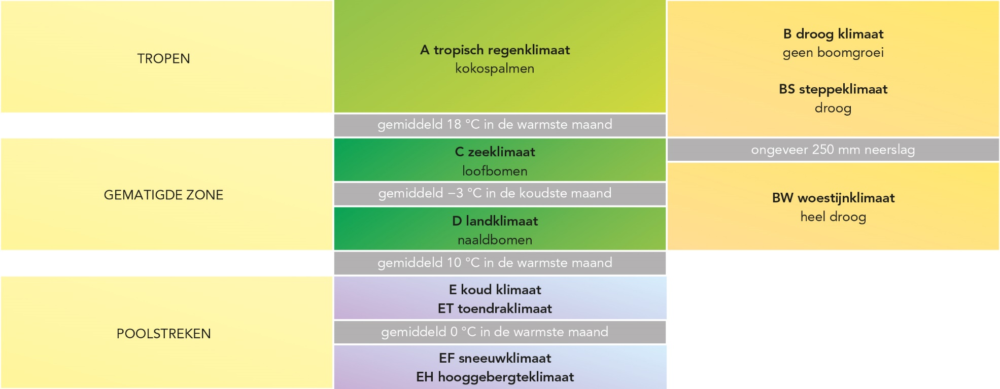 TROPEN
A tropisch regenklimaat
kokospalmen
B droog klimaat
geen boomgroei
BS steppeklimaat
droog
gemiddeld 18 °C in de warmste maand
GEMATIGDE ZONE
C zeeklimaat
loofbomen
gemiddeld −3 °C in de koudste maand
D landklimaat
naaldbomen
ongeveer 250 mm neerslag
BW woestijnklimaat
heel droog
gemiddeld 10 °C in de warmste maand
POOLSTREKEN
E koud klimaat
ET toendraklimaat
gemiddeld 0 °C in de warmste maand
EF sneeuwklimaat
EH hooggebergteklimaat